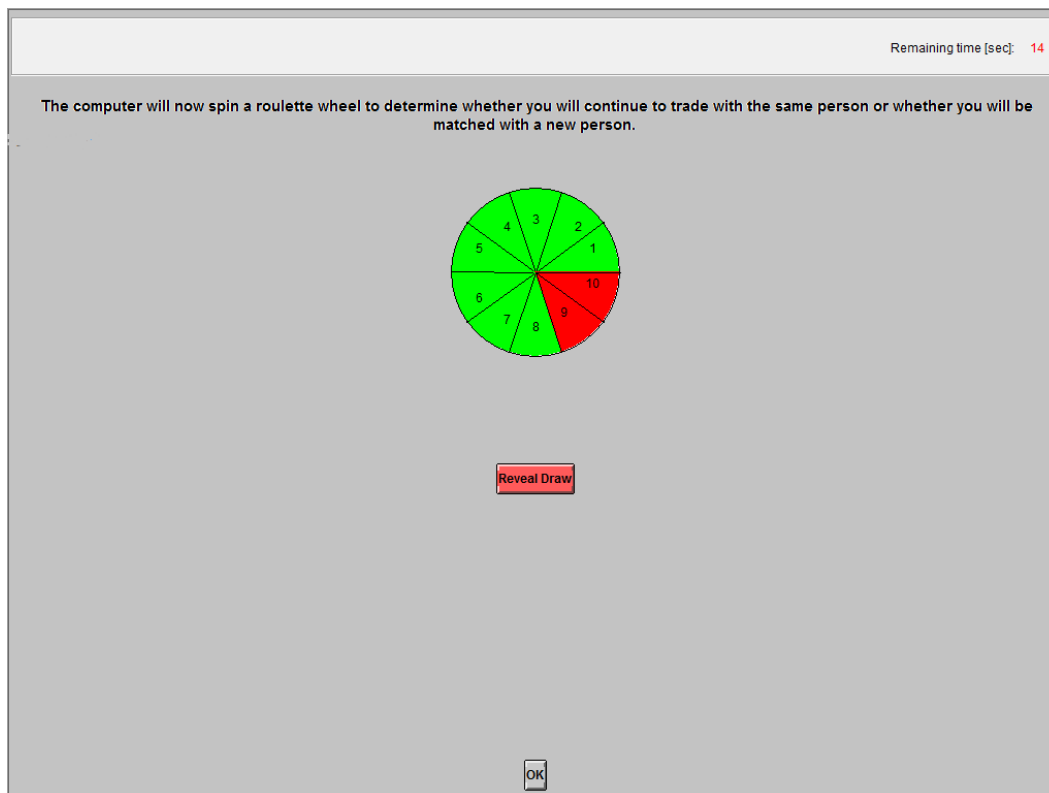 Remaining time [sec]: 14
The computer will now spin a roulette wheel to determine whether you will continue to trade with the same person or whether you will be
matched with a new person.
3
4
2
5
1
6
10
7
9
8
Reveal Draw
OK